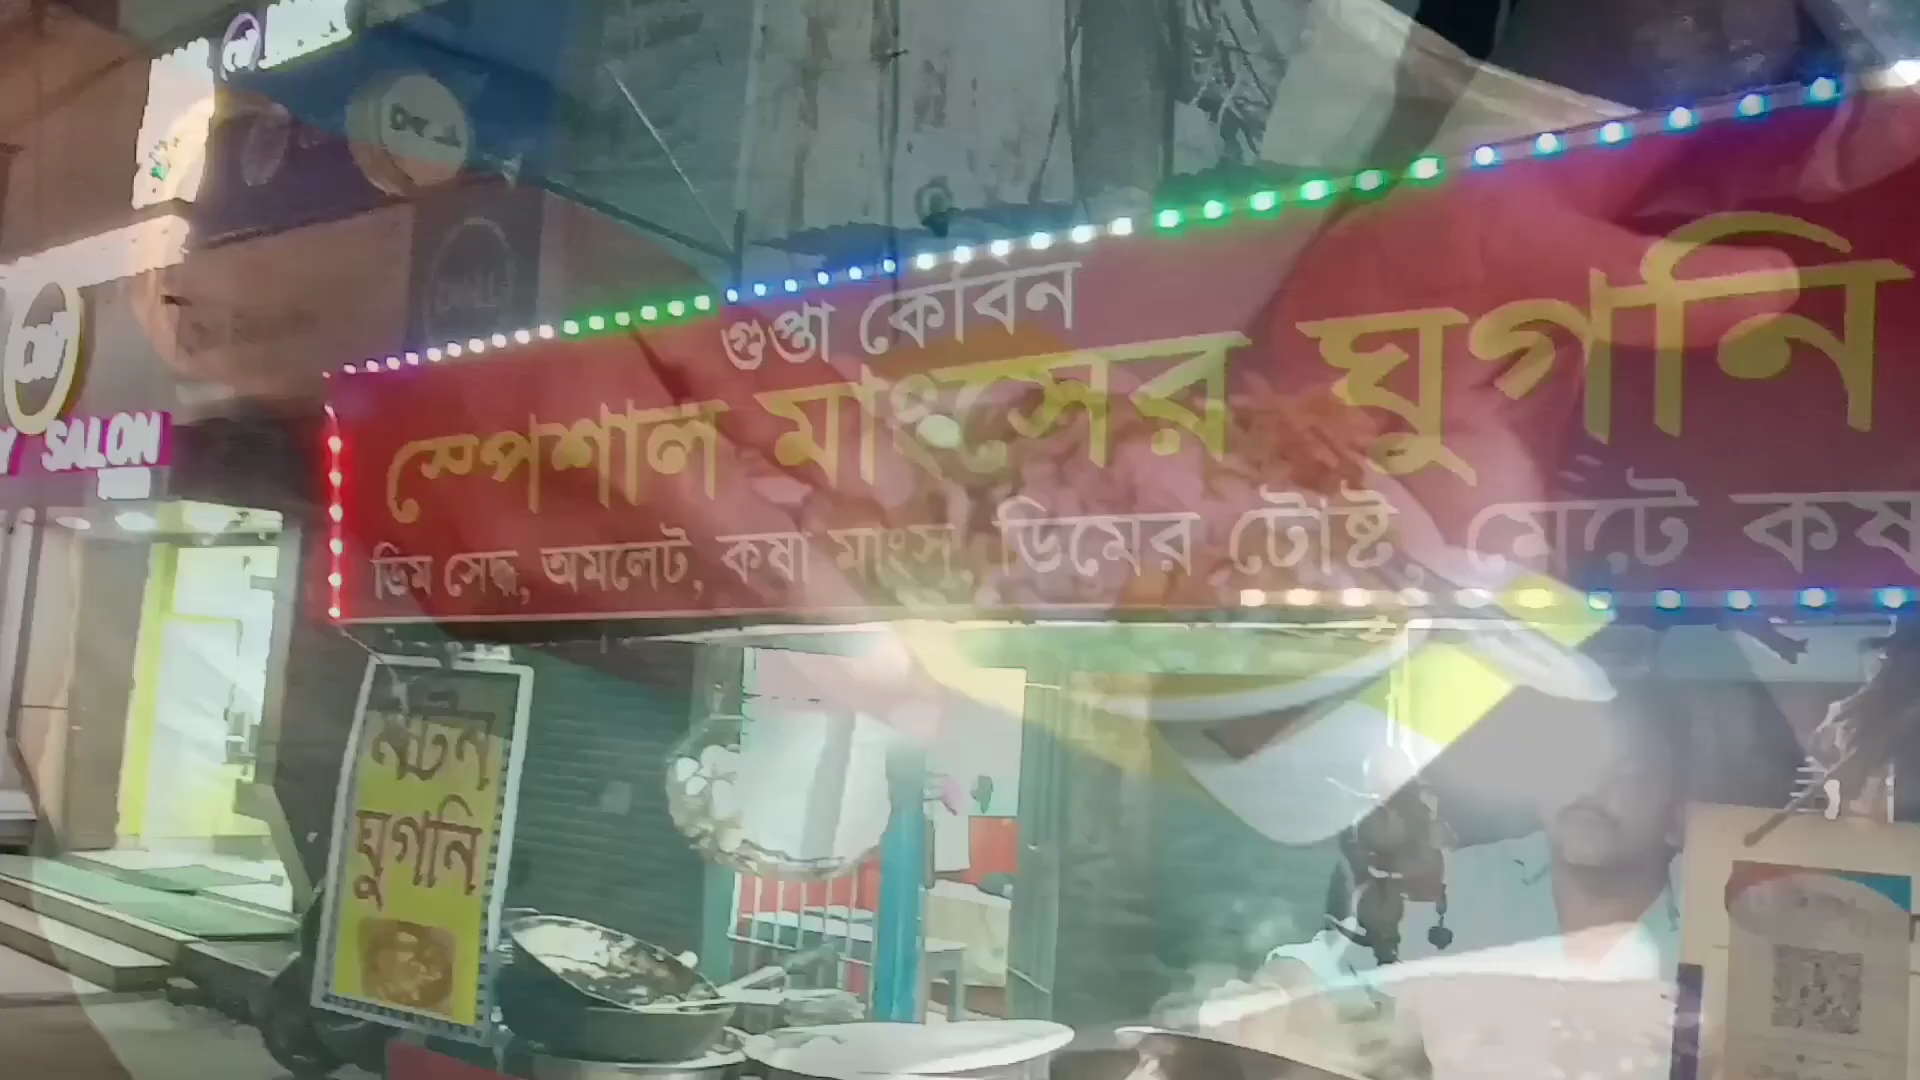 SALON
গুপ্তা কেবিন
স্পেশাল মাংসের ঘুগনি
ডিম সেদ্ধ, অমলেট, কষা মাংস, ডিমের টোষ্ট, মেটে কষ
মটন
ঘুগনি